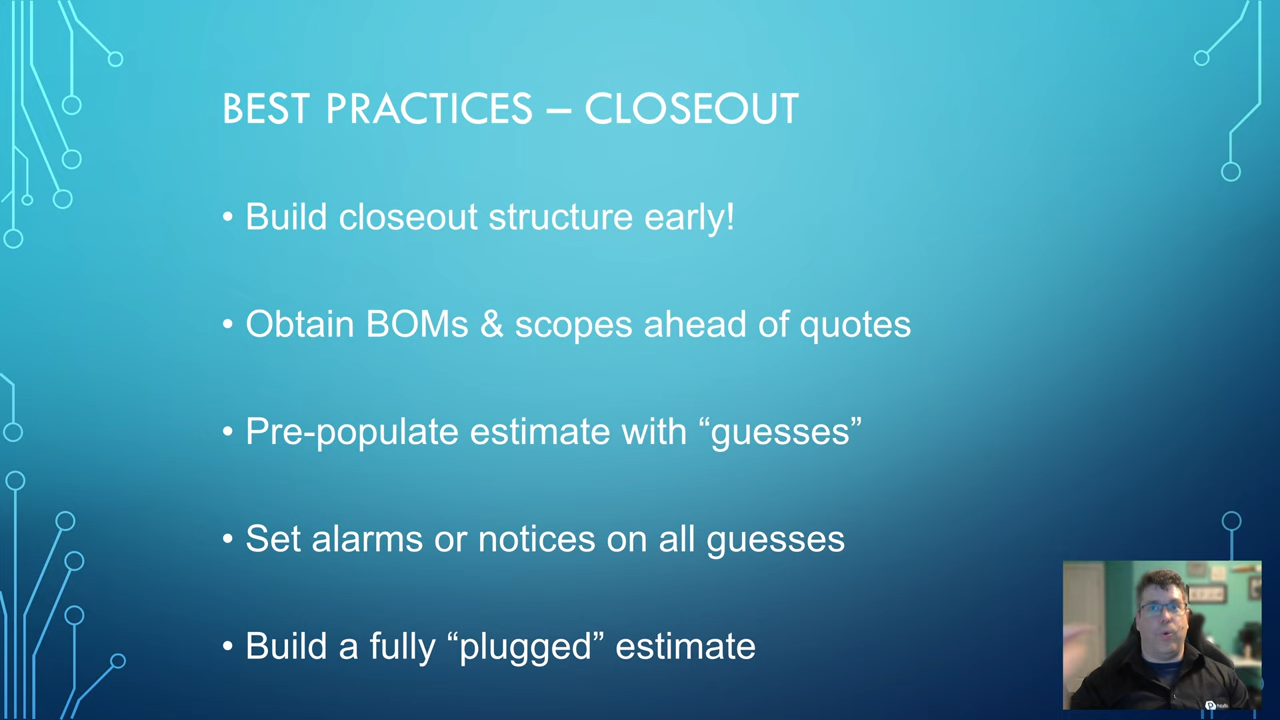 BEST PRACTICES – CLOSEOUT
• Build closeout structure early!
• Obtain BOMs & scopes ahead of quotes
• Pre-populate estimate with “guesses”
• Set alarms or notices on all guesses
• Build a fully “plugged” estimate